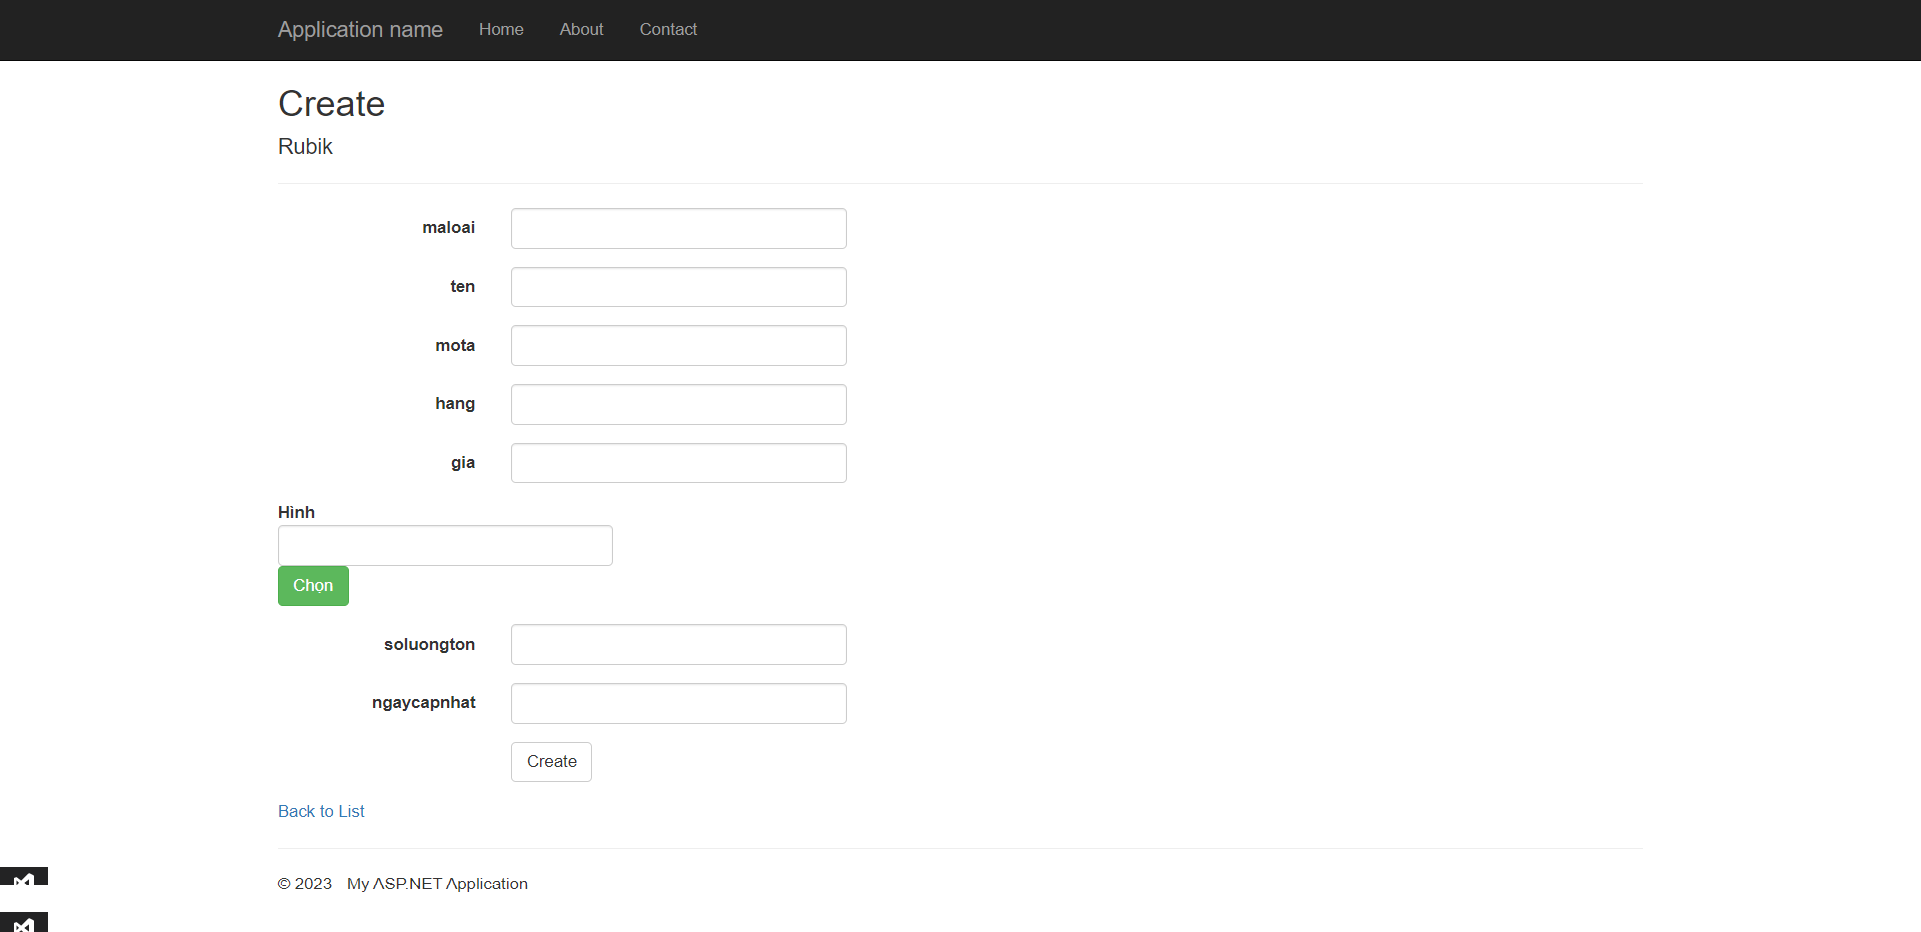 Application name Home About Contact
Create
Rubik
maloai
ten
mota
hang
gia
Hình
Chọn
soluongton
ngaycapnhat
Create
Back to List
© 2023 My ASP.NET Application